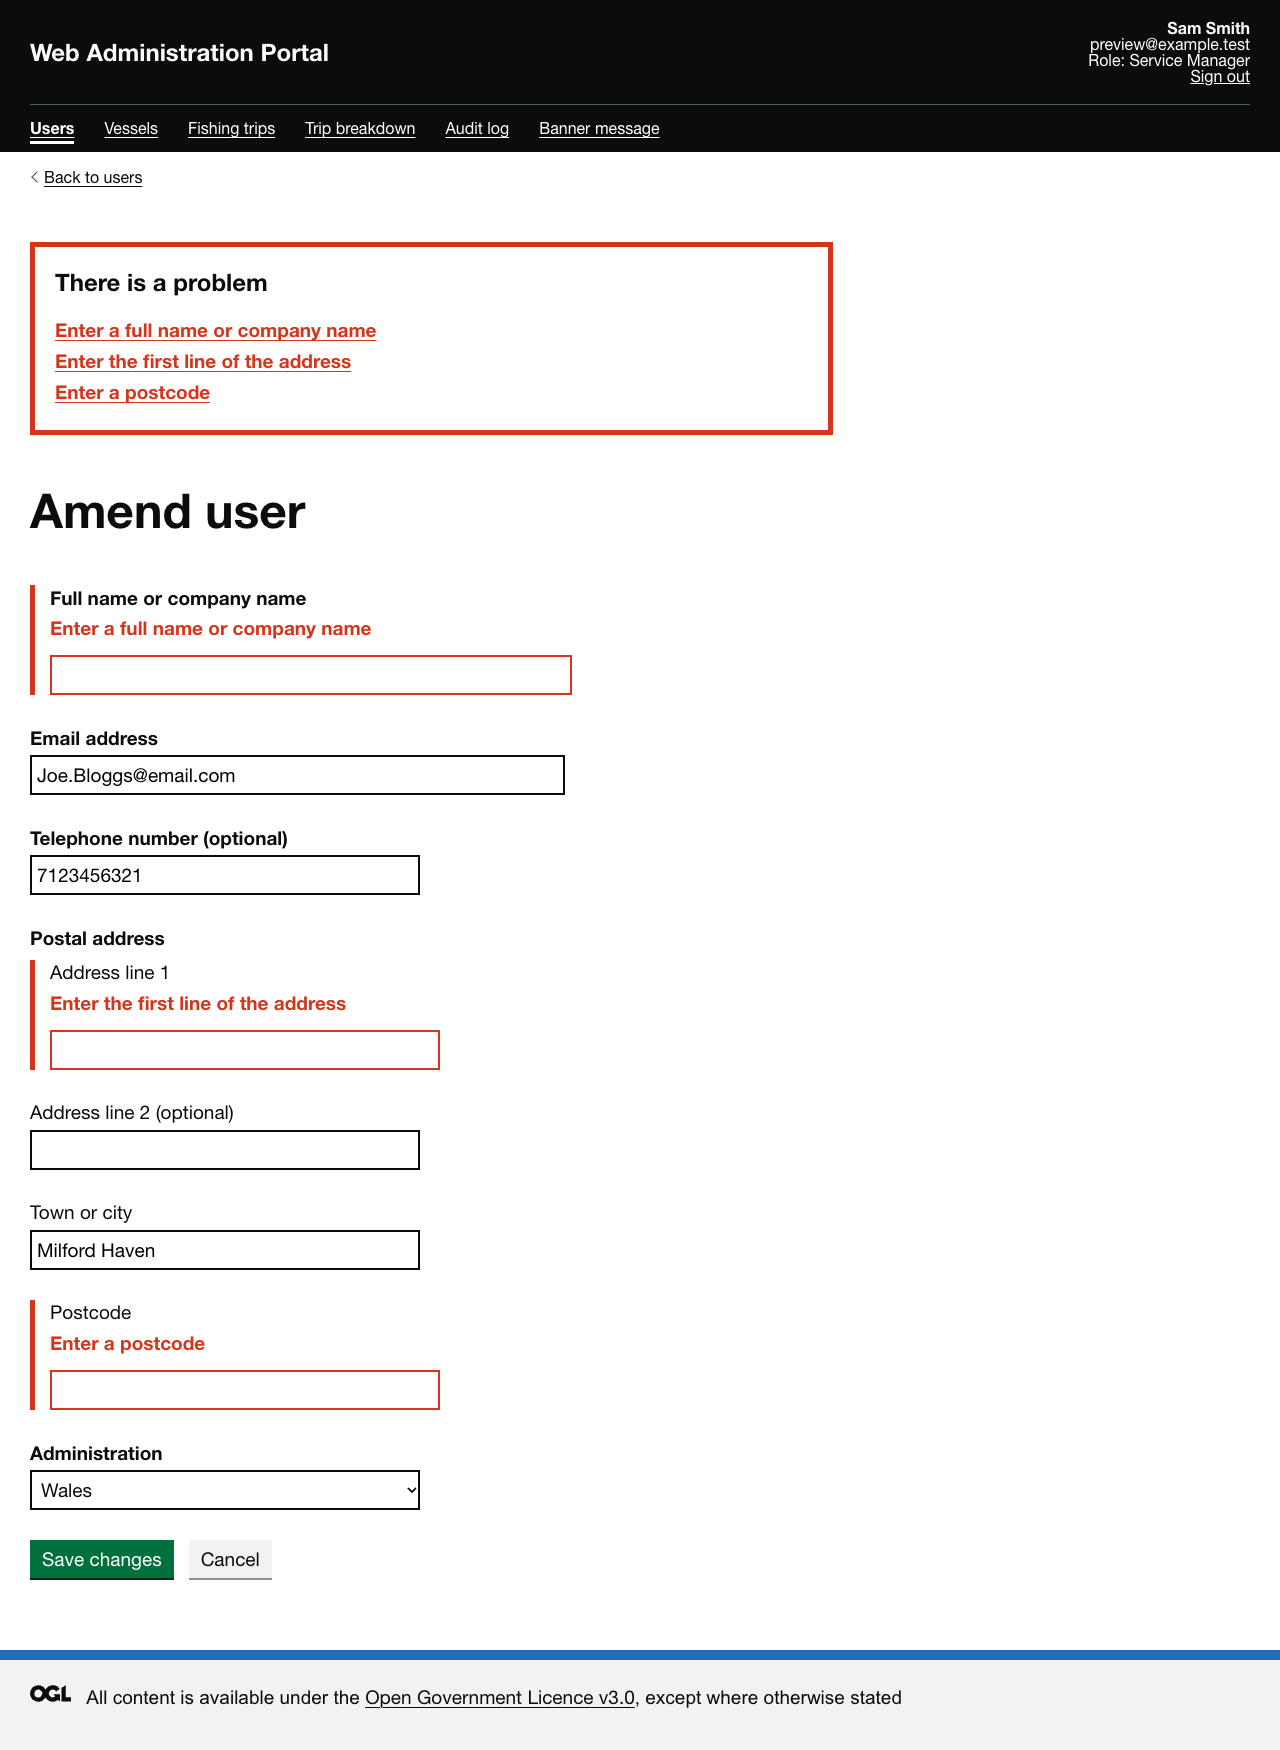 Web Administration Portal
Sam Smith
preview@example.test
Role: Service Manager
Sign out
Users
Vessels
Fishing trips
Trip breakdown
Audit log
Banner message
Back to users
There is a problem
Enter a full name or company name
Enter the first line of the address
Enter a postcode
Amend user
Full name or company name
Enter a full name or company name
Email address
Joe.Bloggs@email.com
Telephone number (optional)
7123456321
Postal address
Address line 1
Enter the first line of the address
Address line 2 (optional)
Town or city
Milford Haven
Postcode
Enter a postcode
Administration
Wales
Save changes
Cancel
OGL All content is available under the Open Government Licence v3.0, except where otherwise stated